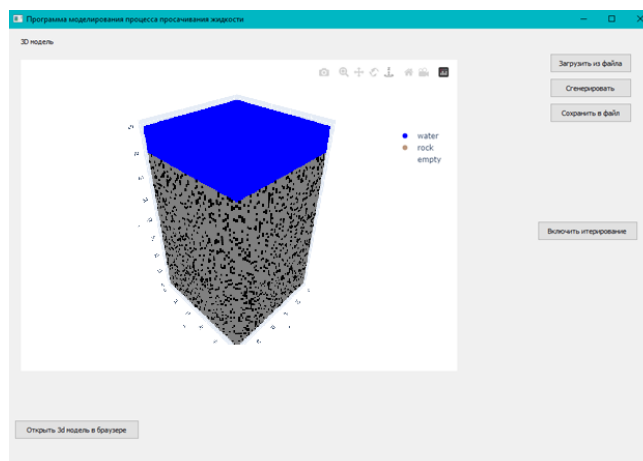 Программа моделирования процесса просачивания жидкости
3D модель
Загрузить из файла
Сгенерировать
Сохранить в файл
water
rock
empty
Включить итерирование
Открыть 3d модель в браузере